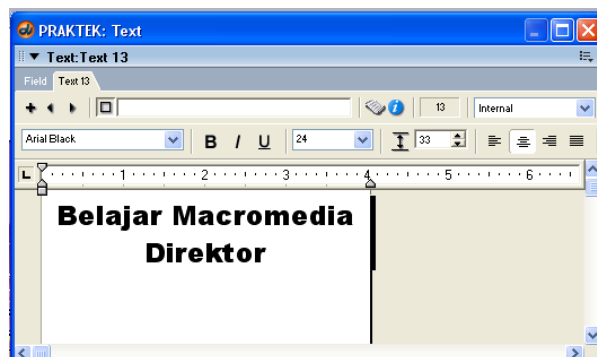 PRAKTEK: Text
Text:Text 13
Field Text 13
13 Internal
Arial Black B I U 24 33
L 1 2 3 4 5 6
Belajar Macromedia
Direktor